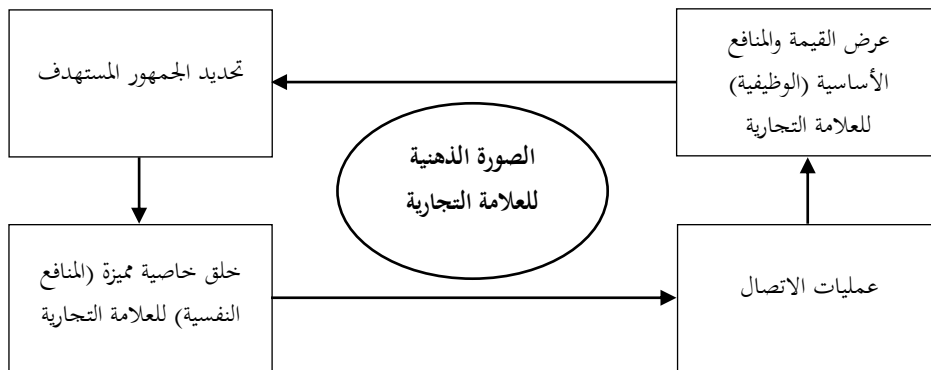 عرض القيمة والمنافع
الأساسية (الوظيفية)
للعلامة التجارية
تحديد الجمهور المستهدف
الصورة الذهنية
للعلامة التجارية
خلق خاصية مميزة (المنافع
النفسية) للعلامة التجارية
عمليات الاتصال